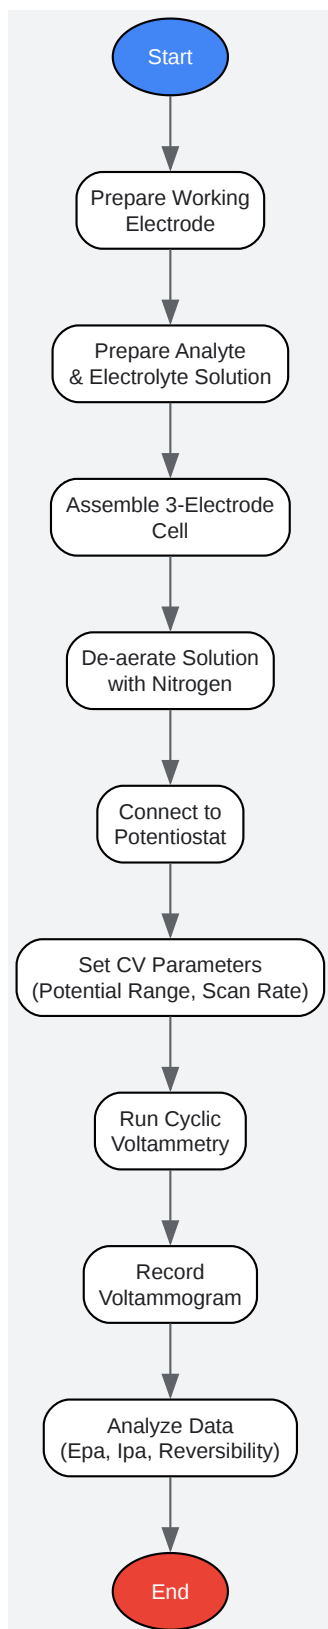 Start
Prepare Working
Electrode
Prepare Analyte
& Electrolyte Solution
Assemble 3-Electrode
Cell
De-aerate Solution
with Nitrogen
Connect to
Potentiostat
Set CV Parameters
(Potential Range, Scan Rate)
Run Cyclic
Voltammetry
Record
Voltammogram
Analyze Data
(Epa, Ipa, Reversibility)
End